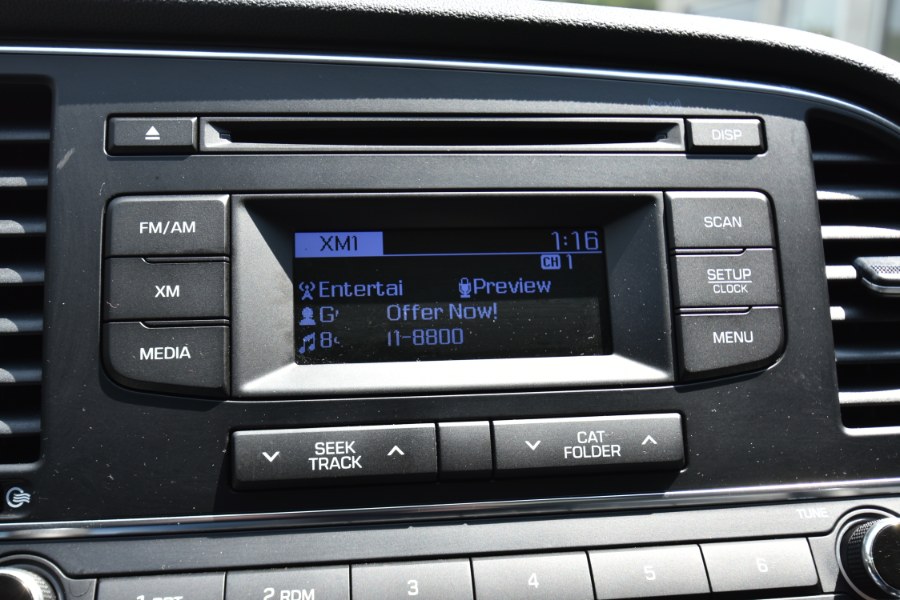 DISP
FM/AM
SCAN
XM1 1:16
CH 1
XM
SETUP
CLOCK
Entertai Preview
Offer Now!
MEDIA
MENU
11-8800
SEEK
TRACK
CAT
FOLDER
TUNE
2 RDM 3 4 5 6